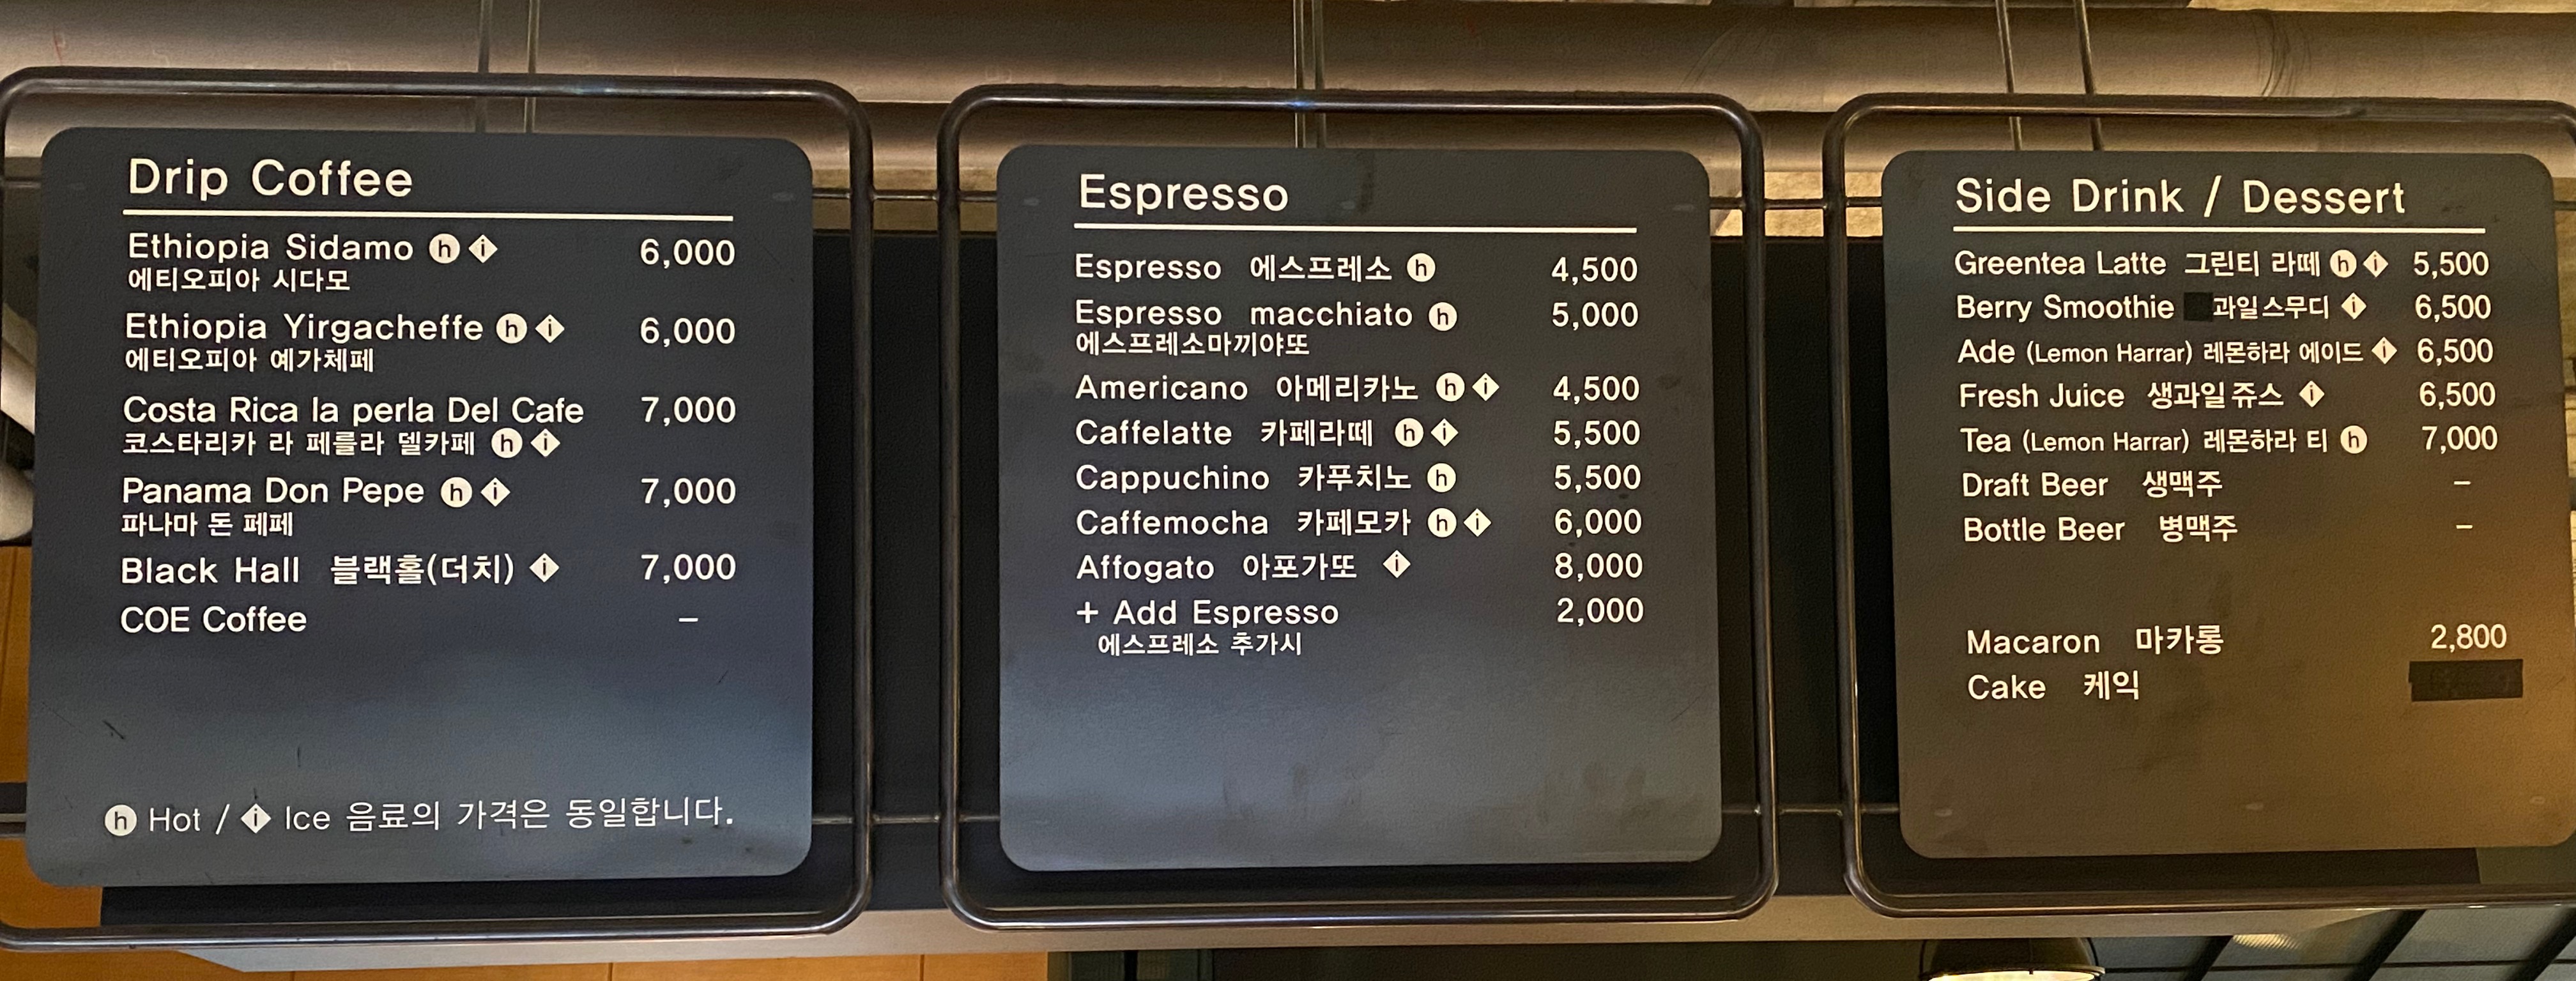 Drip Coffee
Ethiopia Sidamo h i 6,000
에티오피아 시다모
Ethiopia Yirgacheffe h i 6,000
에티오피아 예가체페
Costa Rica la perla Del Cafe 7,000
코스타리카 라 페를라 델카페 h i
Panama Don Pepe h i 7,000
파나마 돈 페페
Black Hall 블랙홀(더치) i 7,000
COE Coffee –
h Hot / i Ice 음료의 가격은 동일합니다.
Espresso
Espresso 에스프레소 h 4,500
Espresso macchiato h 5,000
에스프레소마끼야또
Americano 아메리카노 h i 4,500
Caffelatte 카페라떼 h i 5,500
Cappuchino 카푸치노 h 5,500
Caffemocha 카페모카 h i 6,000
Affogato 아포가또 i 8,000
+ Add Espresso 2,000
에스프레소 추가시
Side Drink / Dessert
Greentea Latte 그린티 라떼 h i 5,500
Berry Smoothie 과일스무디 i 6,500
Ade (Lemon Harrar) 레몬하라 에이드 i 6,500
Fresh Juice 생과일쥬스 i 6,500
Tea (Lemon Harrar) 레몬하라 티 h 7,000
Draft Beer 생맥주 –
Bottle Beer 병맥주 –
Macaron 마카롱 2,800
Cake 케익